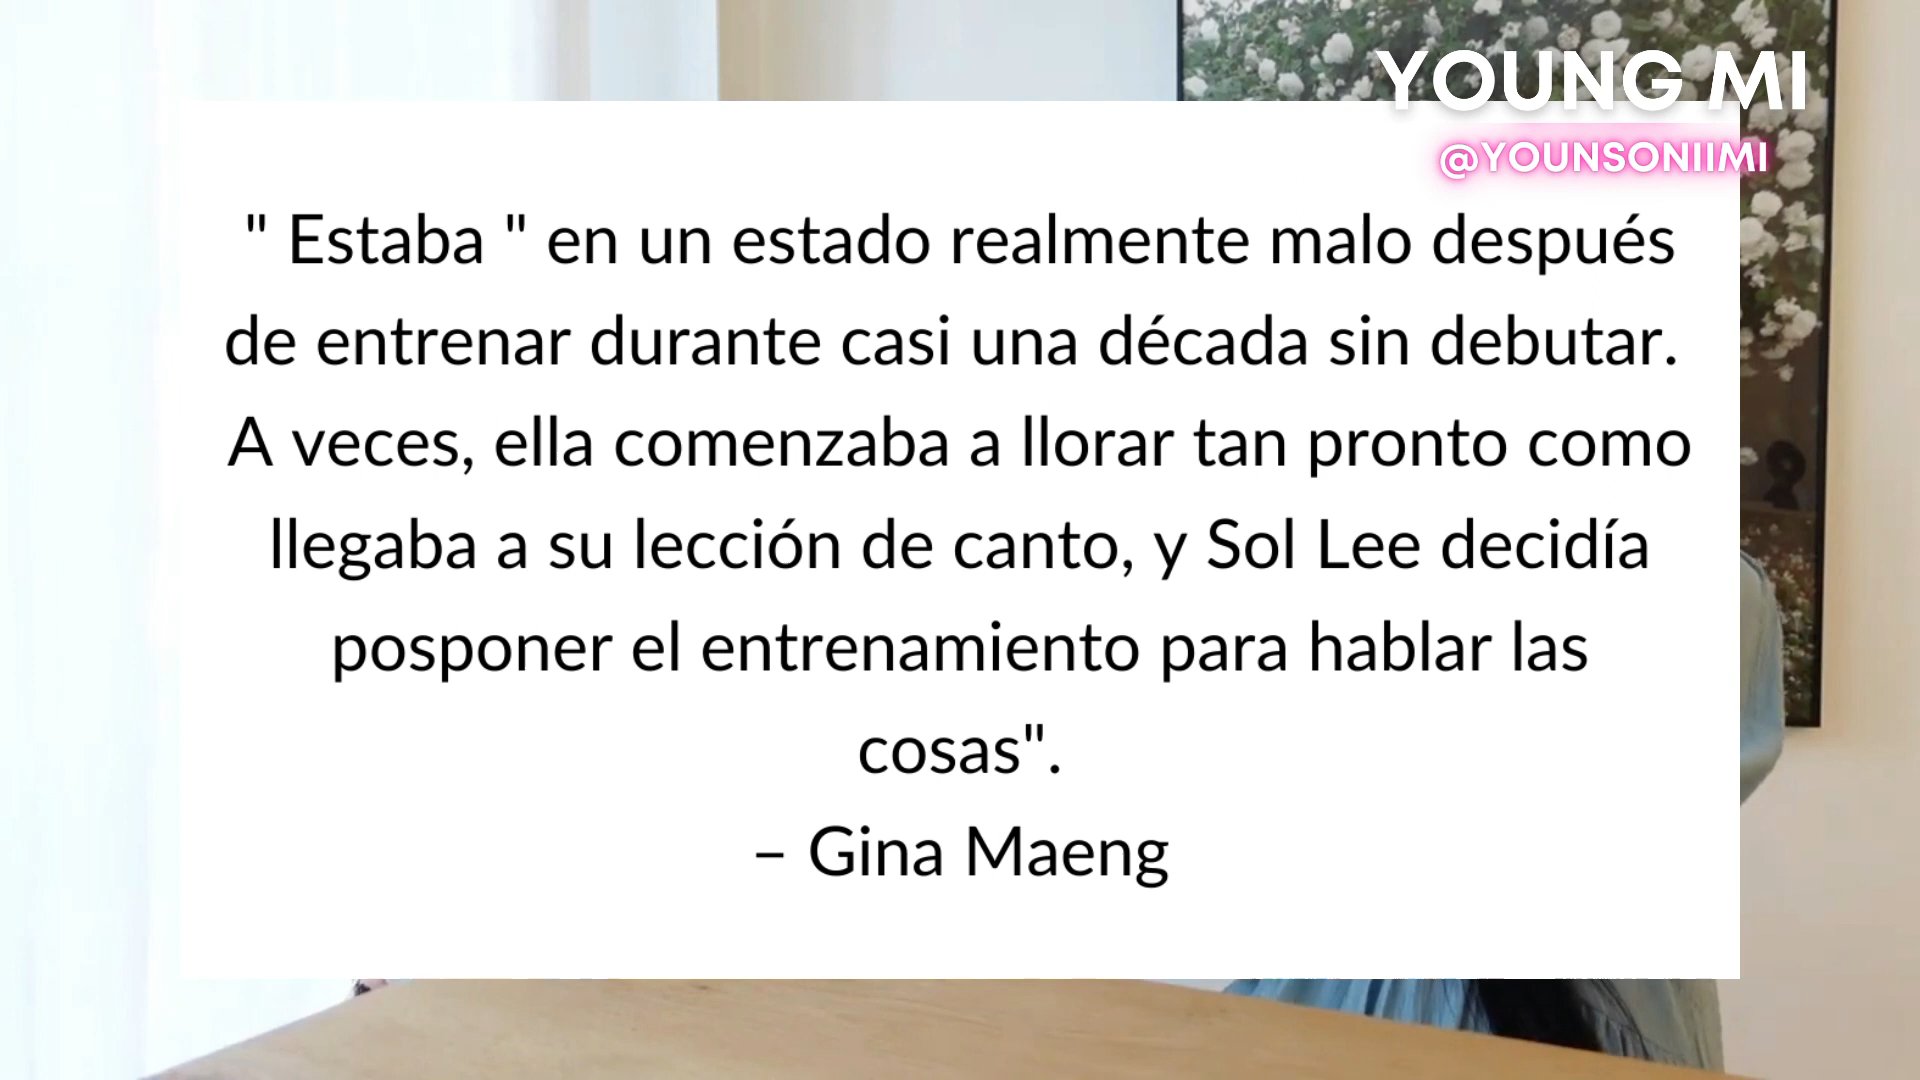 YOUNG MI
@YOUNSONIIMI
" Estaba " en un estado realmente malo después
de entrenar durante casi una década sin debutar.
A veces, ella comenzaba a llorar tan pronto como
llegaba a su lección de canto, y Sol Lee decidía
posponer el entrenamiento para hablar las
cosas".
– Gina Maeng